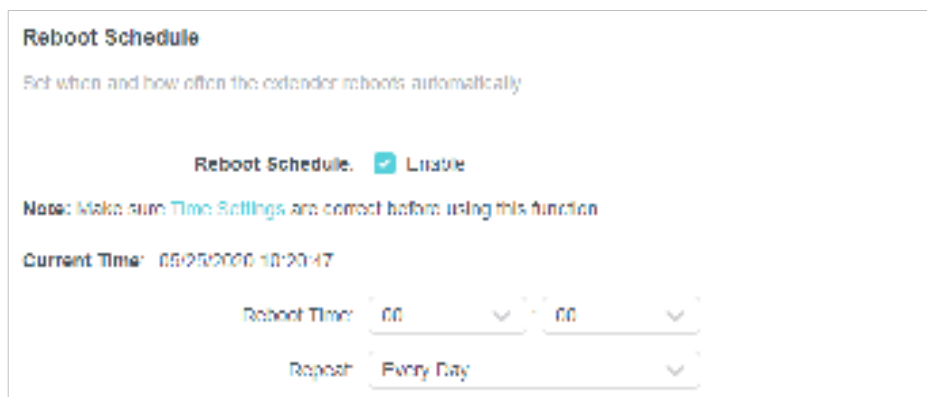 Reboot Schedule
Set when and how often the extender reboots automatically
Reboot Schedule: Enable
Note: Make sure Time Settings are correct before using this function
Current Time: 05/25/2020 10:20:47
Reboot Time: 00 : 00
Repeat: Every Day